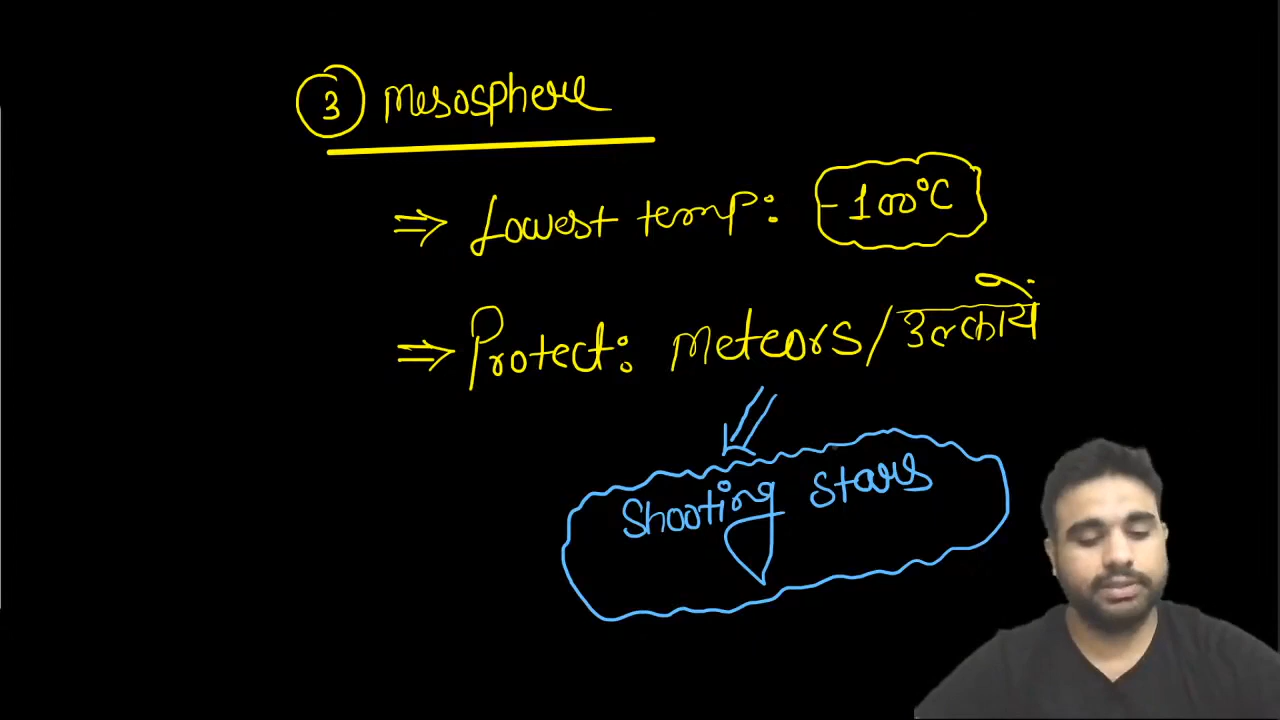 3 Mesosphere
⇒ Lowest temp: -100°C
⇒ Protect: Meteors/उल्कायें
Shooting stars